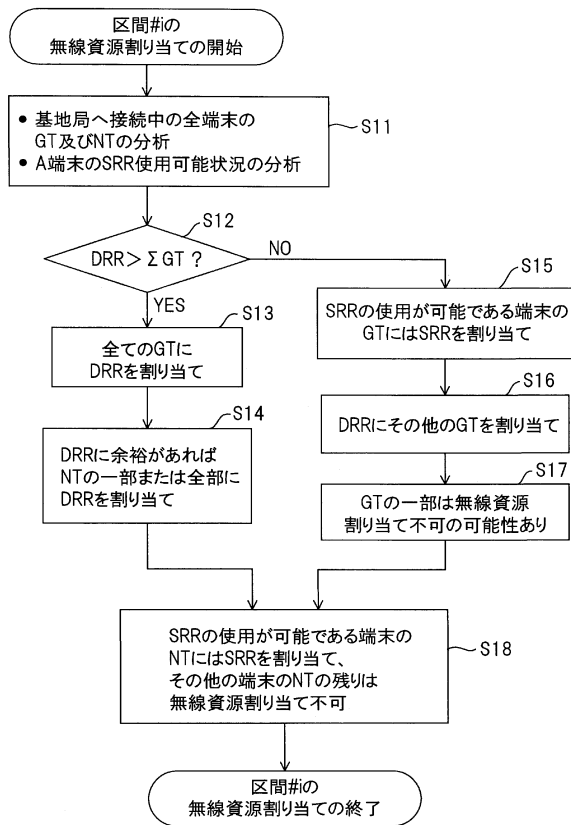 区間#iの
無線資源割り当ての開始
• 基地局へ接続中の全端末の
GT及びNTの分析
• A端末のSRR使用可能状況の分析
S11
S12
DRR> Σ GT ?
NO
YES
S13
全てのGTに
DRRを割り当て
S14
DRRに余裕があれば
NTの一部または全部に
DRRを割り当て
S15
SRRの使用が可能である端末の
GTにはSRRを割り当て
S16
DRRにその他のGTを割り当て
S17
GTの一部は無線資源
割り当て不可の可能性あり
SRRの使用が可能である端末の
NTにはSRRを割り当て、
その他の端末のNTの残りは
無線資源割り当て不可
S18
区間#iの
無線資源割り当ての終了